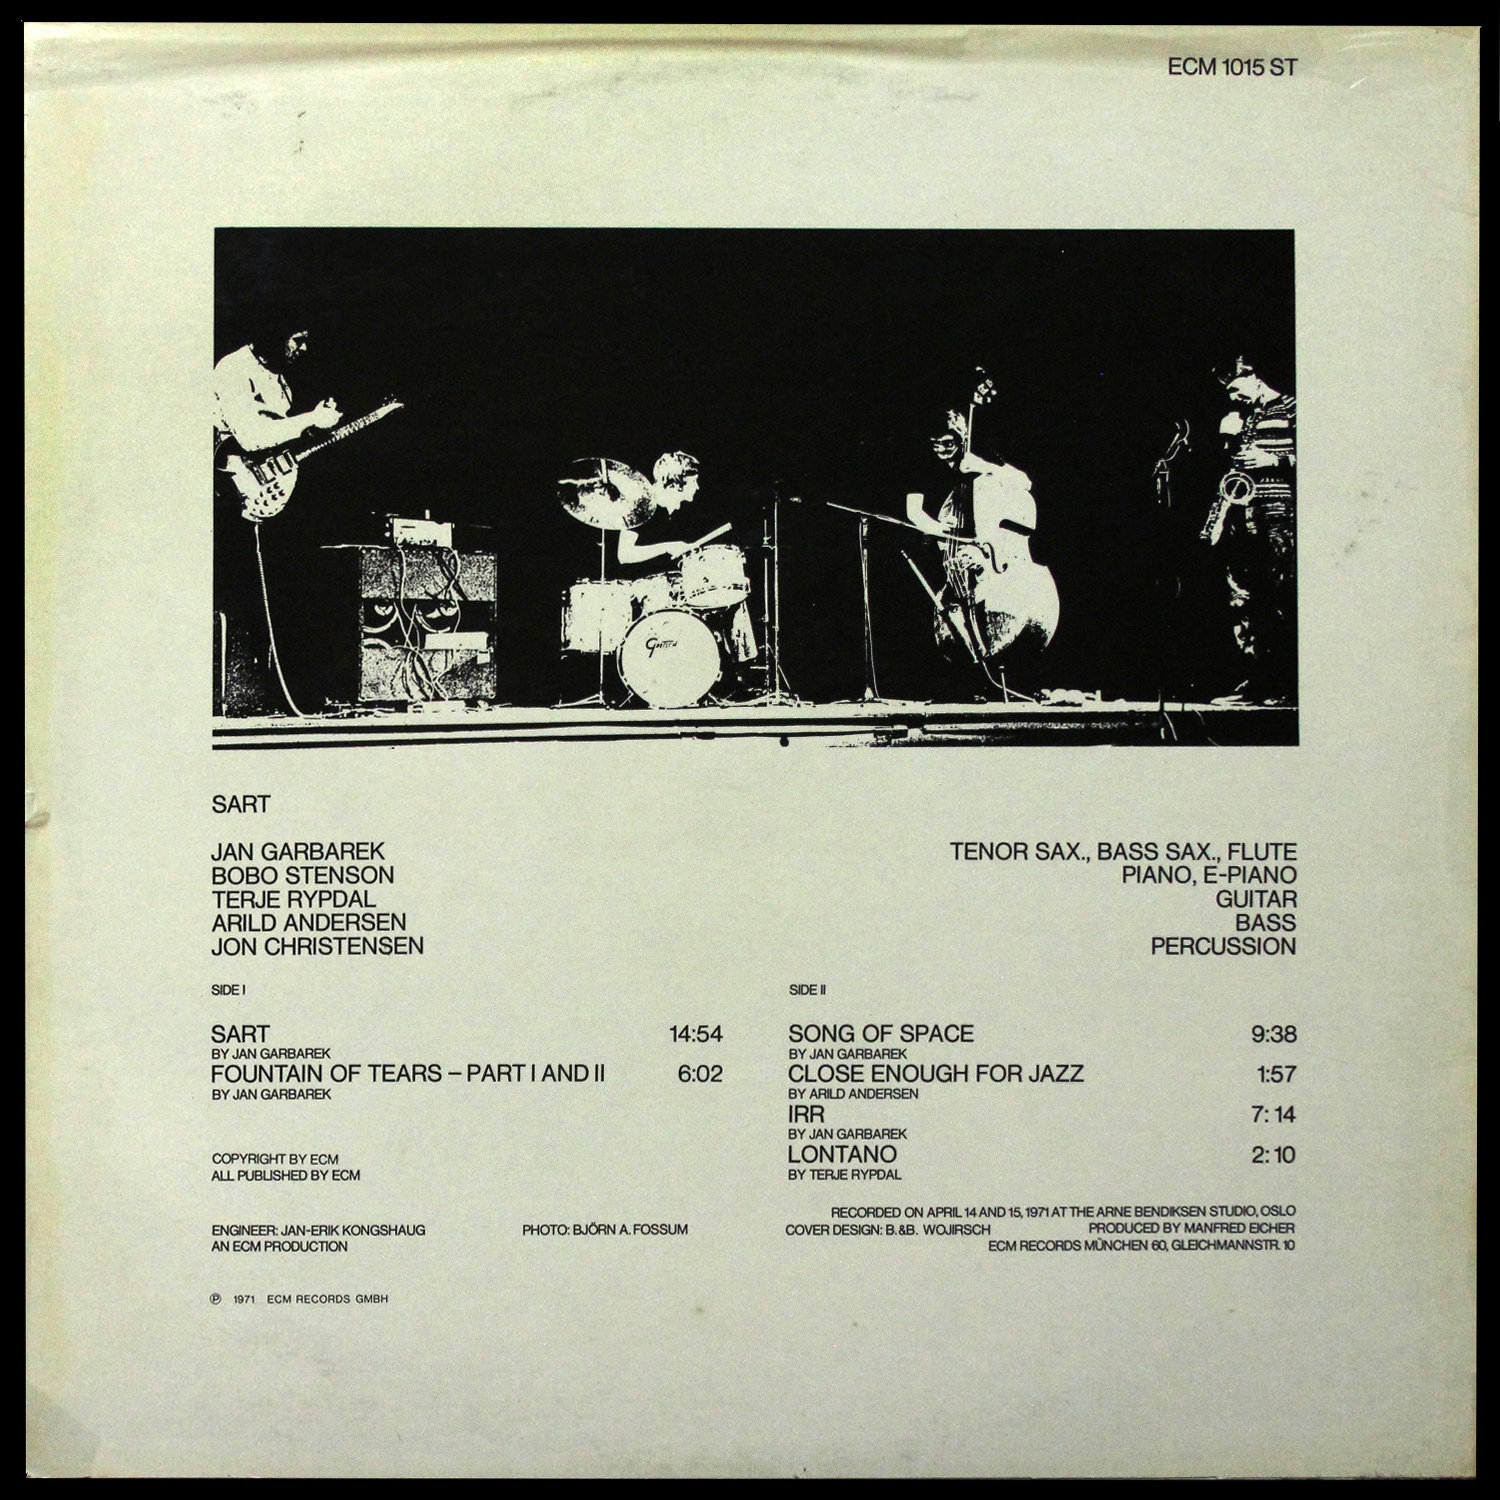 ECM 1015 ST
Gretsch
SART
JAN GARBAREK TENOR SAX., BASS SAX., FLUTE
BOBO STENSON PIANO, E-PIANO
TERJE RYPDAL GUITAR
ARILD ANDERSEN BASS
JON CHRISTENSEN PERCUSSION
SIDE I
SART 14:54
BY JAN GARBAREK
FOUNTAIN OF TEARS – PART I AND II 6:02
BY JAN GARBAREK
SIDE II
SONG OF SPACE 9:38
BY JAN GARBAREK
CLOSE ENOUGH FOR JAZZ 1:57
BY ARILD ANDERSEN
IRR 7:14
BY JAN GARBAREK
LONTANO 2:10
BY TERJE RYPDAL
COPYRIGHT BY ECM
ALL PUBLISHED BY ECM
RECORDED ON APRIL 14 AND 15, 1971 AT THE ARNE BENDIKSEN STUDIO, OSLO
ENGINEER: JAN-ERIK KONGSHAUG PHOTO: BJÖRN A. FOSSUM COVER DESIGN: B.&B. WOJIRSCH PRODUCED BY MANFRED EICHER
AN ECM PRODUCTION ECM RECORDS MÜNCHEN 60, GLEICHMANNSTR. 10
℗ 1971 ECM RECORDS GMBH